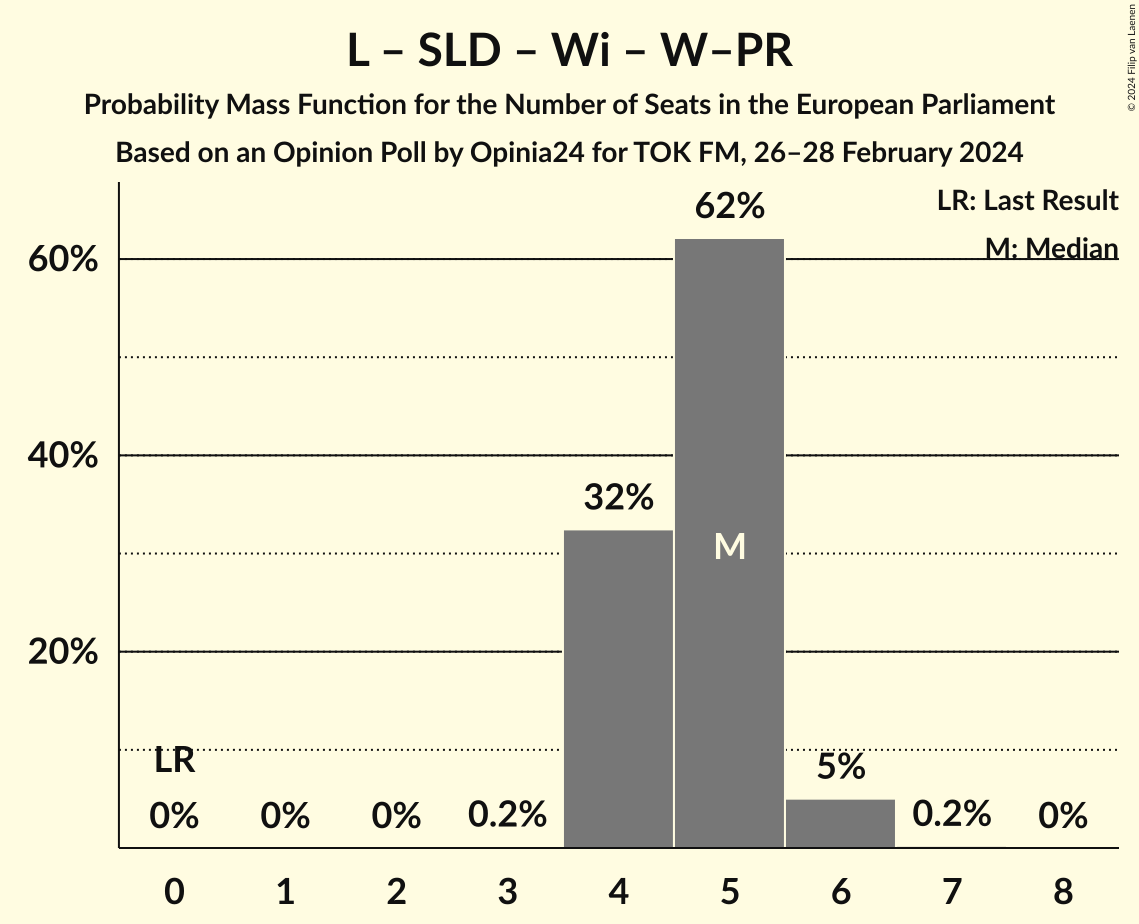 L – SLD – Wi – W–PR
Probability Mass Function for the Number of Seats in the European Parliament
Based on an Opinion Poll by Opinia24 for TOK FM, 26–28 February 2024
© 2024 Filip van Laenen
LR: Last Result
M: Median
60%
40%
20%
62%
32%
M
LR
0% 0% 0% 0.2% 5% 0.2% 0%
0 1 2 3 4 5 6 7 8